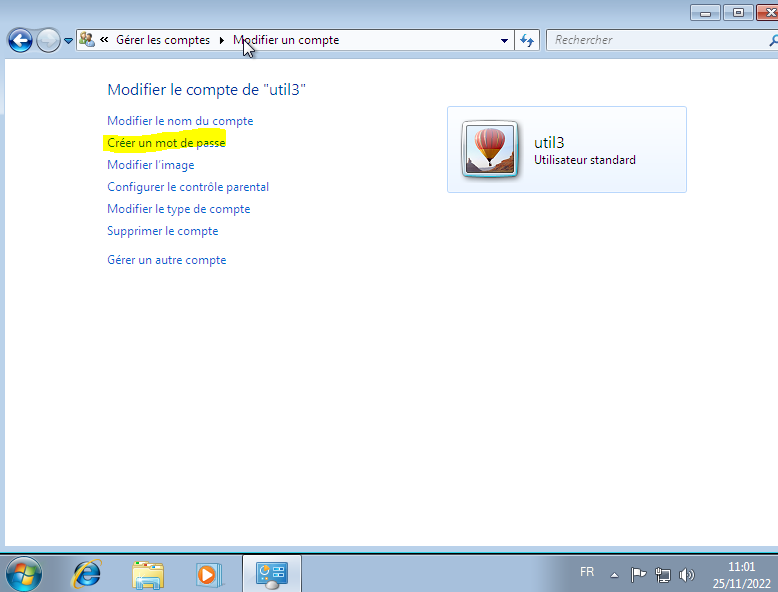 « Gérer les comptes Modifier un compte Rechercher
Modifier le compte de "util3"
Modifier le nom du compte
Créer un mot de passe
Modifier l'image
Configurer le contrôle parental
Modifier le type de compte
Supprimer le compte
Gérer un autre compte
util3
Utilisateur standard
FR
11:01
25/11/2022